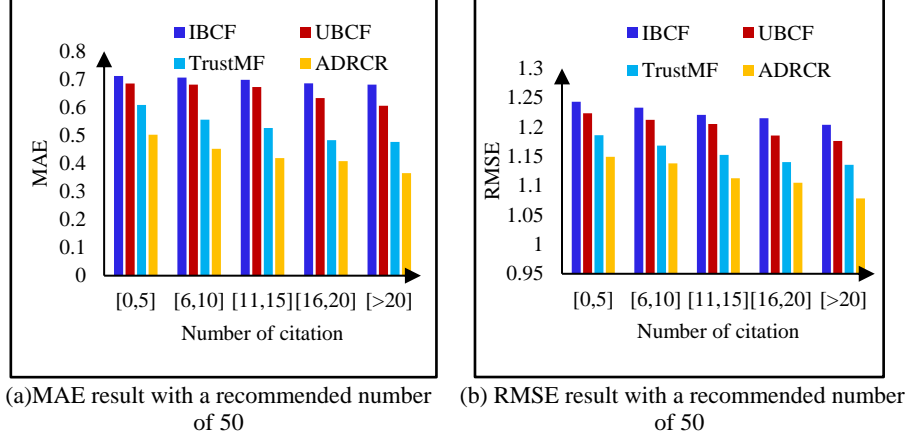 IBCF UBCF
TrustMF ADRCR
0.8
0.7
0.6
0.5
0.4
0.3
0.2
0.1
0
MAE
[0,5] [6,10] [11,15] [16,20] [>20]
Number of citation
(a)MAE result with a recommended number
of 50
IBCF UBCF
TrustMF ADRCR
1.3
1.25
1.2
1.15
1.1
1.05
1
0.95
RMSE
[0,5] [6,10] [11,15] [16,20] [>20]
Number of citation
(b) RMSE result with a recommended number
of 50